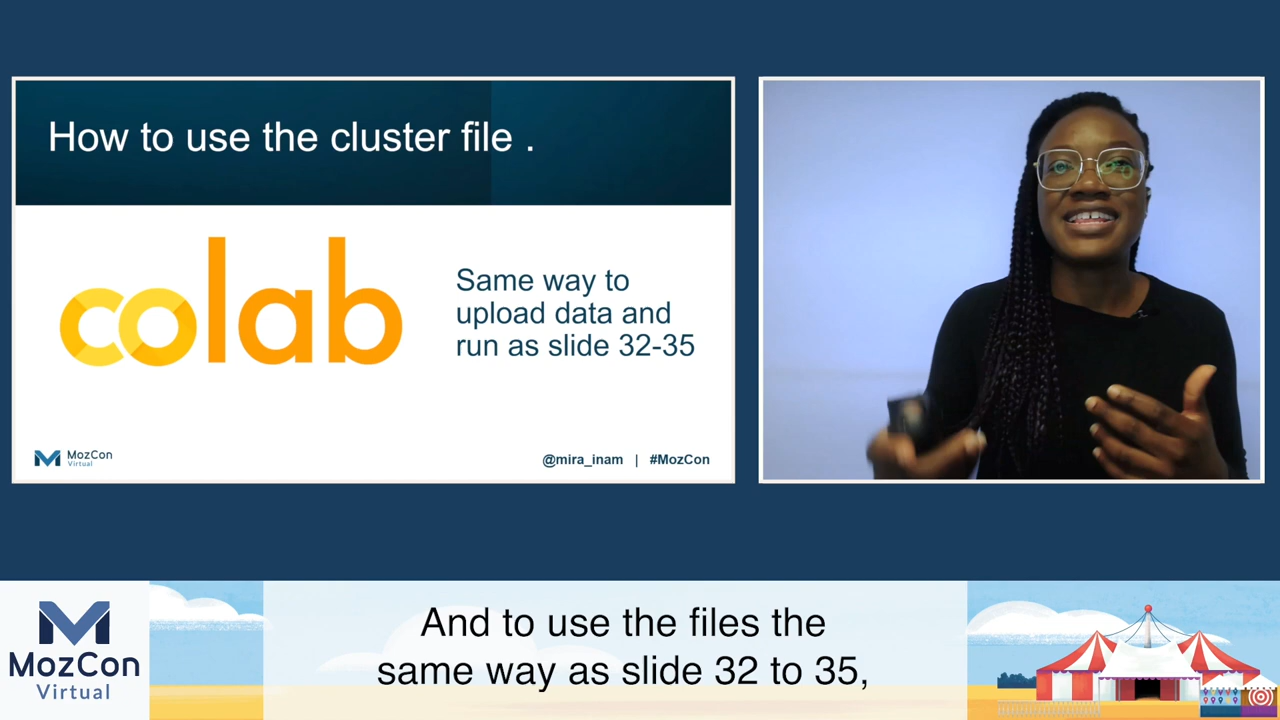 How to use the cluster file .
colab
Same way to
upload data and
run as slide 32-35
MozCon
Virtual
@mira_inam | #MozCon
MozCon
Virtual
And to use the files the
same way as slide 32 to 35,